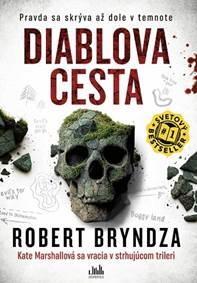 Pravda sa skrýva až dole v temnote
DIABLOVA
CESTA
SVETOVÝ
#1
BESTSELLER
ROBERT BRYNDZA
Kate Marshallová sa vracia v strhujúcom trileri